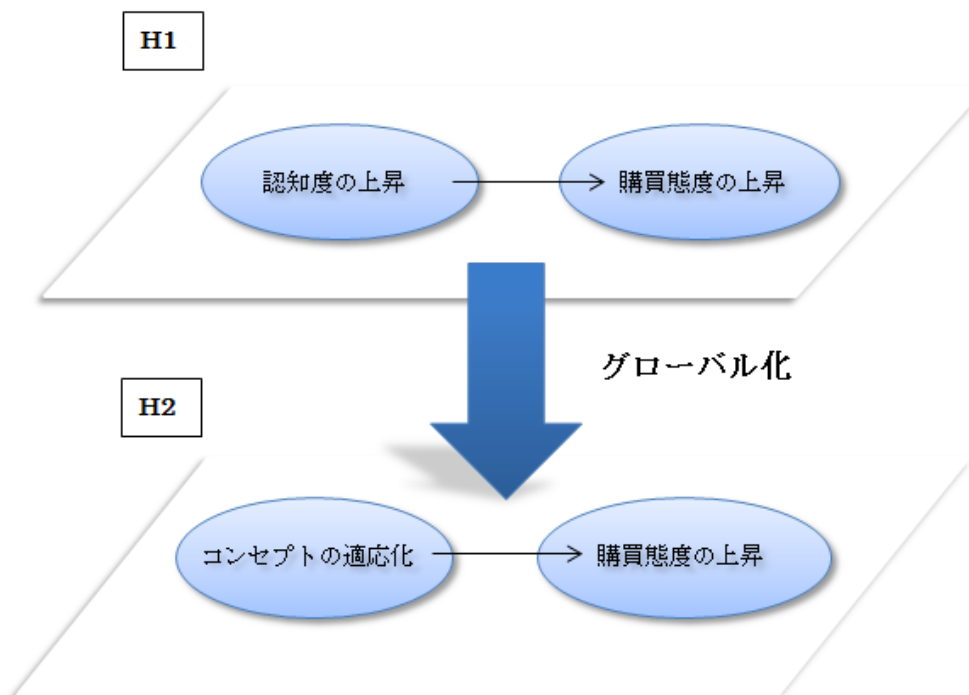 H1
認知度の上昇
購買態度の上昇
グローバル化
H2
コンセプトの適応化
購買態度の上昇